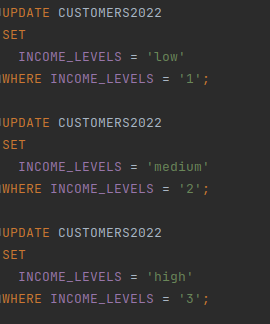 UPDATE CUSTOMERS2022
SET
INCOME_LEVELS = 'low'
WHERE INCOME_LEVELS = '1';
UPDATE CUSTOMERS2022
SET
INCOME_LEVELS = 'medium'
WHERE INCOME_LEVELS = '2';
UPDATE CUSTOMERS2022
SET
INCOME_LEVELS = 'high'
WHERE INCOME_LEVELS = '3';